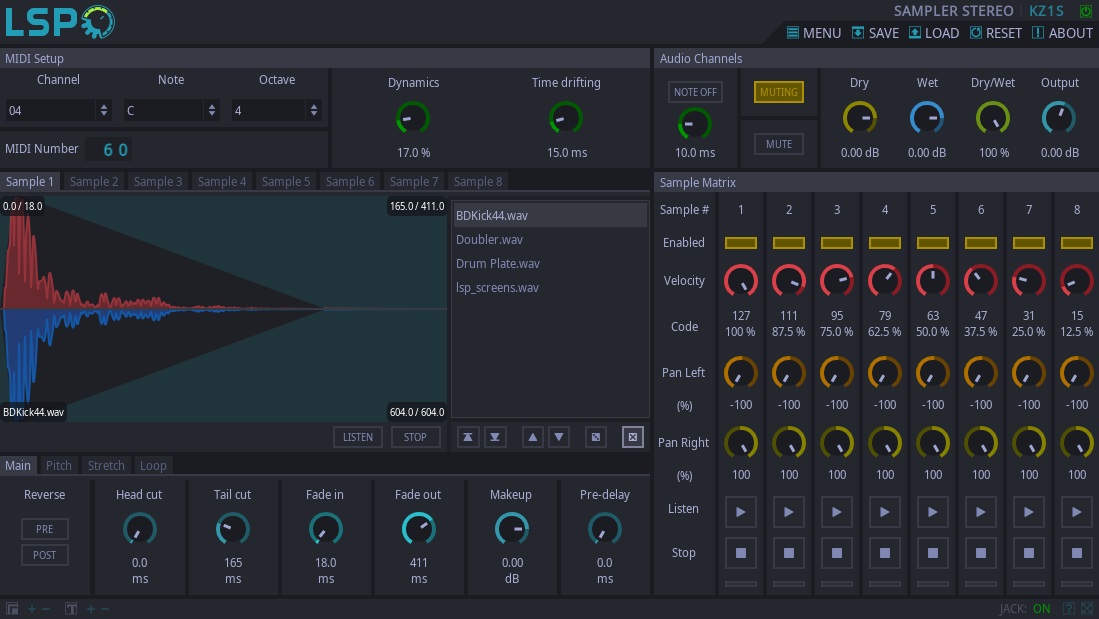 LSP
SAMPLER STEREO KZ1S
MENU SAVE LOAD RESET ABOUT
MIDI Setup
Channel Note Octave
04 C 4
MIDI Number 60
Dynamics Time drifting
17.0 % 15.0 ms
Audio Channels
NOTE OFF MUTING
10.0 ms MUTE
Dry Wet Dry/Wet Output
0.00 dB 0.00 dB 100 % 0.00 dB
Sample 1 Sample 2 Sample 3 Sample 4 Sample 5 Sample 6 Sample 7 Sample 8
0.0 / 18.0 165.0 / 411.0
BDKick44.wav 604.0 / 604.0
BDKick44.wav
Doubler.wav
Drum Plate.wav
lsp_screens.wav
LISTEN STOP
Main Pitch Stretch Loop
Reverse Head cut Tail cut Fade in Fade out Makeup Pre-delay
PRE
POST
0.0 165 18.0 411 0.00 0.0
ms ms ms ms dB ms
Sample Matrix
Sample # 1 2 3 4 5 6 7 8
Enabled
Velocity
127 111 95 79 63 47 31 15
Code
100 % 87.5 % 75.0 % 62.5 % 50.0 % 37.5 % 25.0 % 12.5 %
Pan Left
(%) -100 -100 -100 -100 -100 -100 -100 -100
Pan Right
(%) 100 100 100 100 100 100 100 100
Listen
Stop
T JACK: ON ?